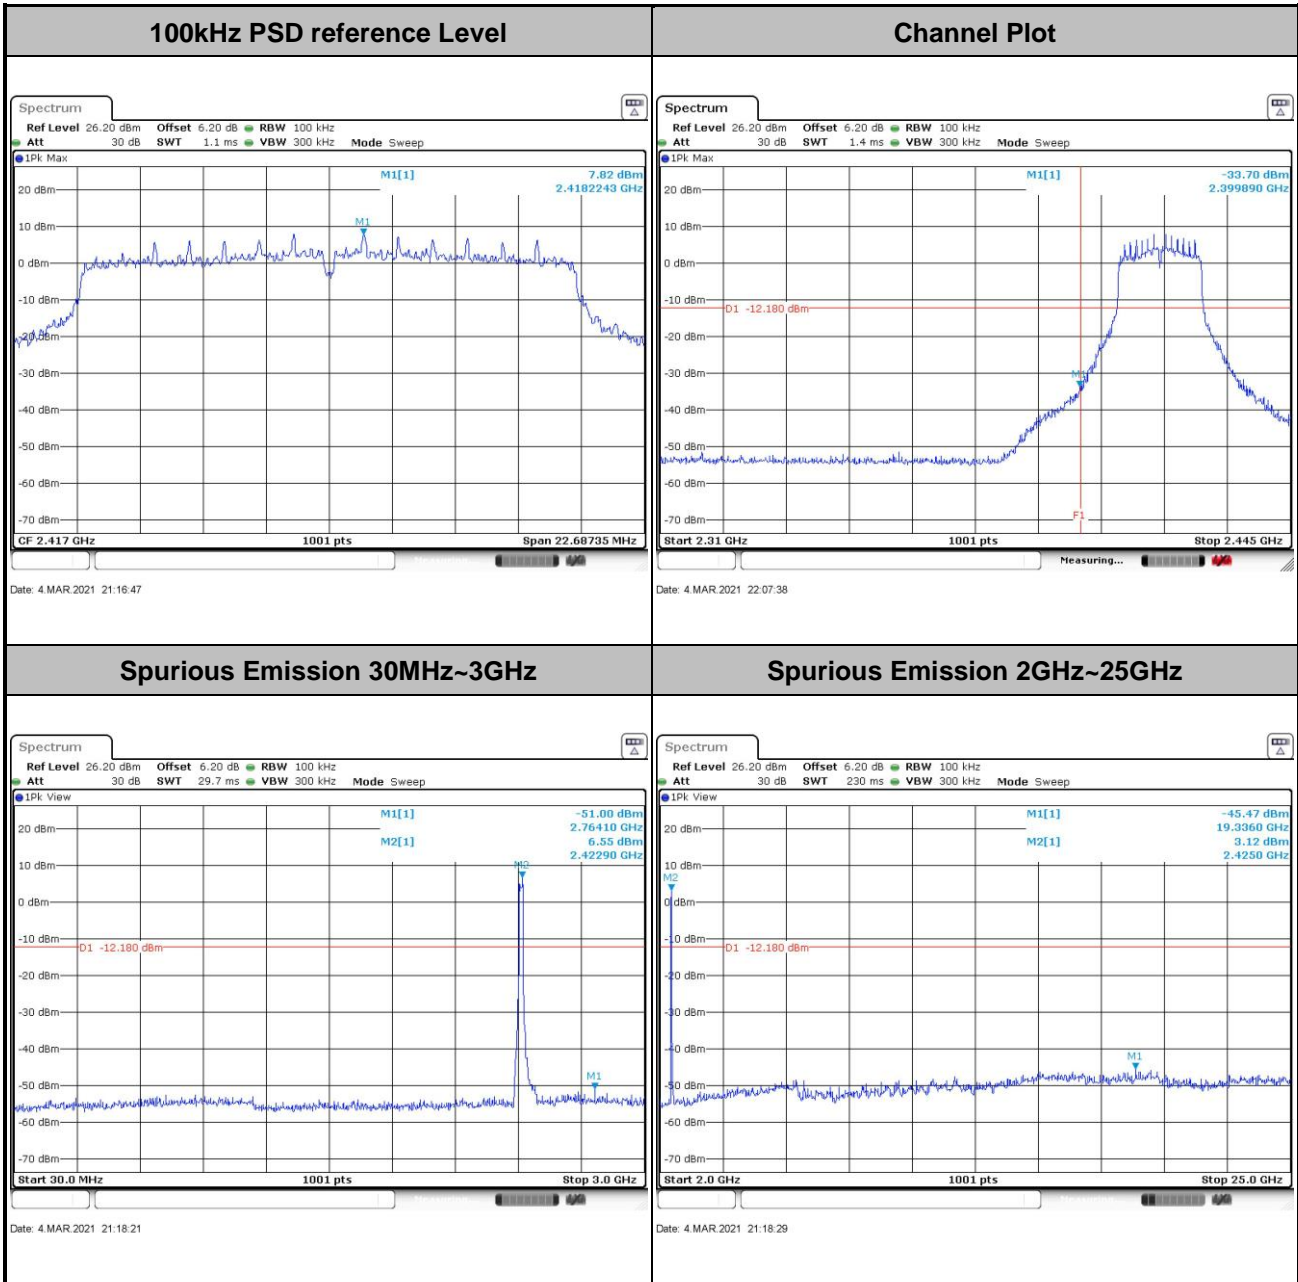 100kHz PSD reference Level
Channel Plot
Spectrum
Ref Level 26.20 dBm Offset 6.20 dB RBW 100 kHz
Att 30 dB SWT 1.1 ms VBW 300 kHz Mode Sweep
1Pk Max
M1[1] 7.82 dBm
2.4182243 GHz
20 dBm
10 dBm
M1
0 dBm
-10 dBm
-20 dBm
-30 dBm
-40 dBm
-50 dBm
-60 dBm
-70 dBm
CF 2.417 GHz 1001 pts Span 22.68735 MHz
Date: 4.MAR.2021 21:16:47
Spectrum
Ref Level 26.20 dBm Offset 6.20 dB RBW 100 kHz
Att 30 dB SWT 1.4 ms VBW 300 kHz Mode Sweep
1Pk Max
M1[1] -33.70 dBm
2.399890 GHz
20 dBm
10 dBm
0 dBm
-10 dBm
D1 -12.180 dBm
-20 dBm
-30 dBm
M1
-40 dBm
-50 dBm
-60 dBm
-70 dBm
F1
Start 2.31 GHz 1001 pts Stop 2.445 GHz
Measuring...
Date: 4.MAR.2021 22:07:38
Spurious Emission 30MHz~3GHz
Spurious Emission 2GHz~25GHz
Spectrum
Ref Level 26.20 dBm Offset 6.20 dB RBW 100 kHz
Att 30 dB SWT 29.7 ms VBW 300 kHz Mode Sweep
1Pk View
M1[1] -51.00 dBm
2.76410 GHz
M2[1] 6.55 dBm
2.42290 GHz
20 dBm
10 dBm
M2
0 dBm
-10 dBm
D1 -12.180 dBm
-20 dBm
-30 dBm
-40 dBm
-50 dBm
M1
-60 dBm
-70 dBm
Start 30.0 MHz 1001 pts Stop 3.0 GHz
Date: 4.MAR.2021 21:18:21
Spectrum
Ref Level 26.20 dBm Offset 6.20 dB RBW 100 kHz
Att 30 dB SWT 230 ms VBW 300 kHz Mode Sweep
1Pk View
M1[1] -45.47 dBm
19.3360 GHz
M2[1] 3.12 dBm
2.4250 GHz
20 dBm
10 dBm
M2
0 dBm
-10 dBm
D1 -12.180 dBm
-20 dBm
-30 dBm
-40 dBm
M1
-50 dBm
-60 dBm
-70 dBm
Start 2.0 GHz 1001 pts Stop 25.0 GHz
Date: 4.MAR.2021 21:18:29